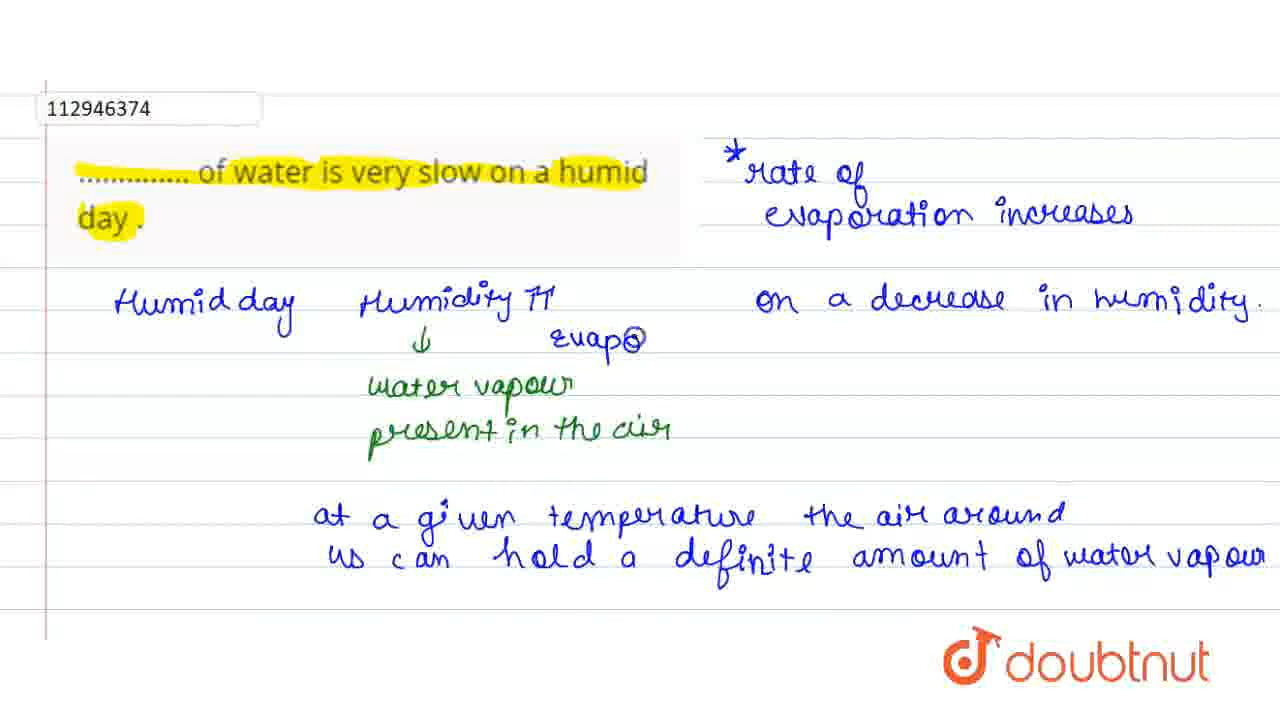 112946374
............... of water is very slow on a humid
day .
* rate of
evaporation increases
on a decrease in humidity.
Humid day Humidity ↑↑
↓ Evapo
water vapour
present in the air
at a given temperature the air around
us can hold a definite amount of water vapour
doubtnut